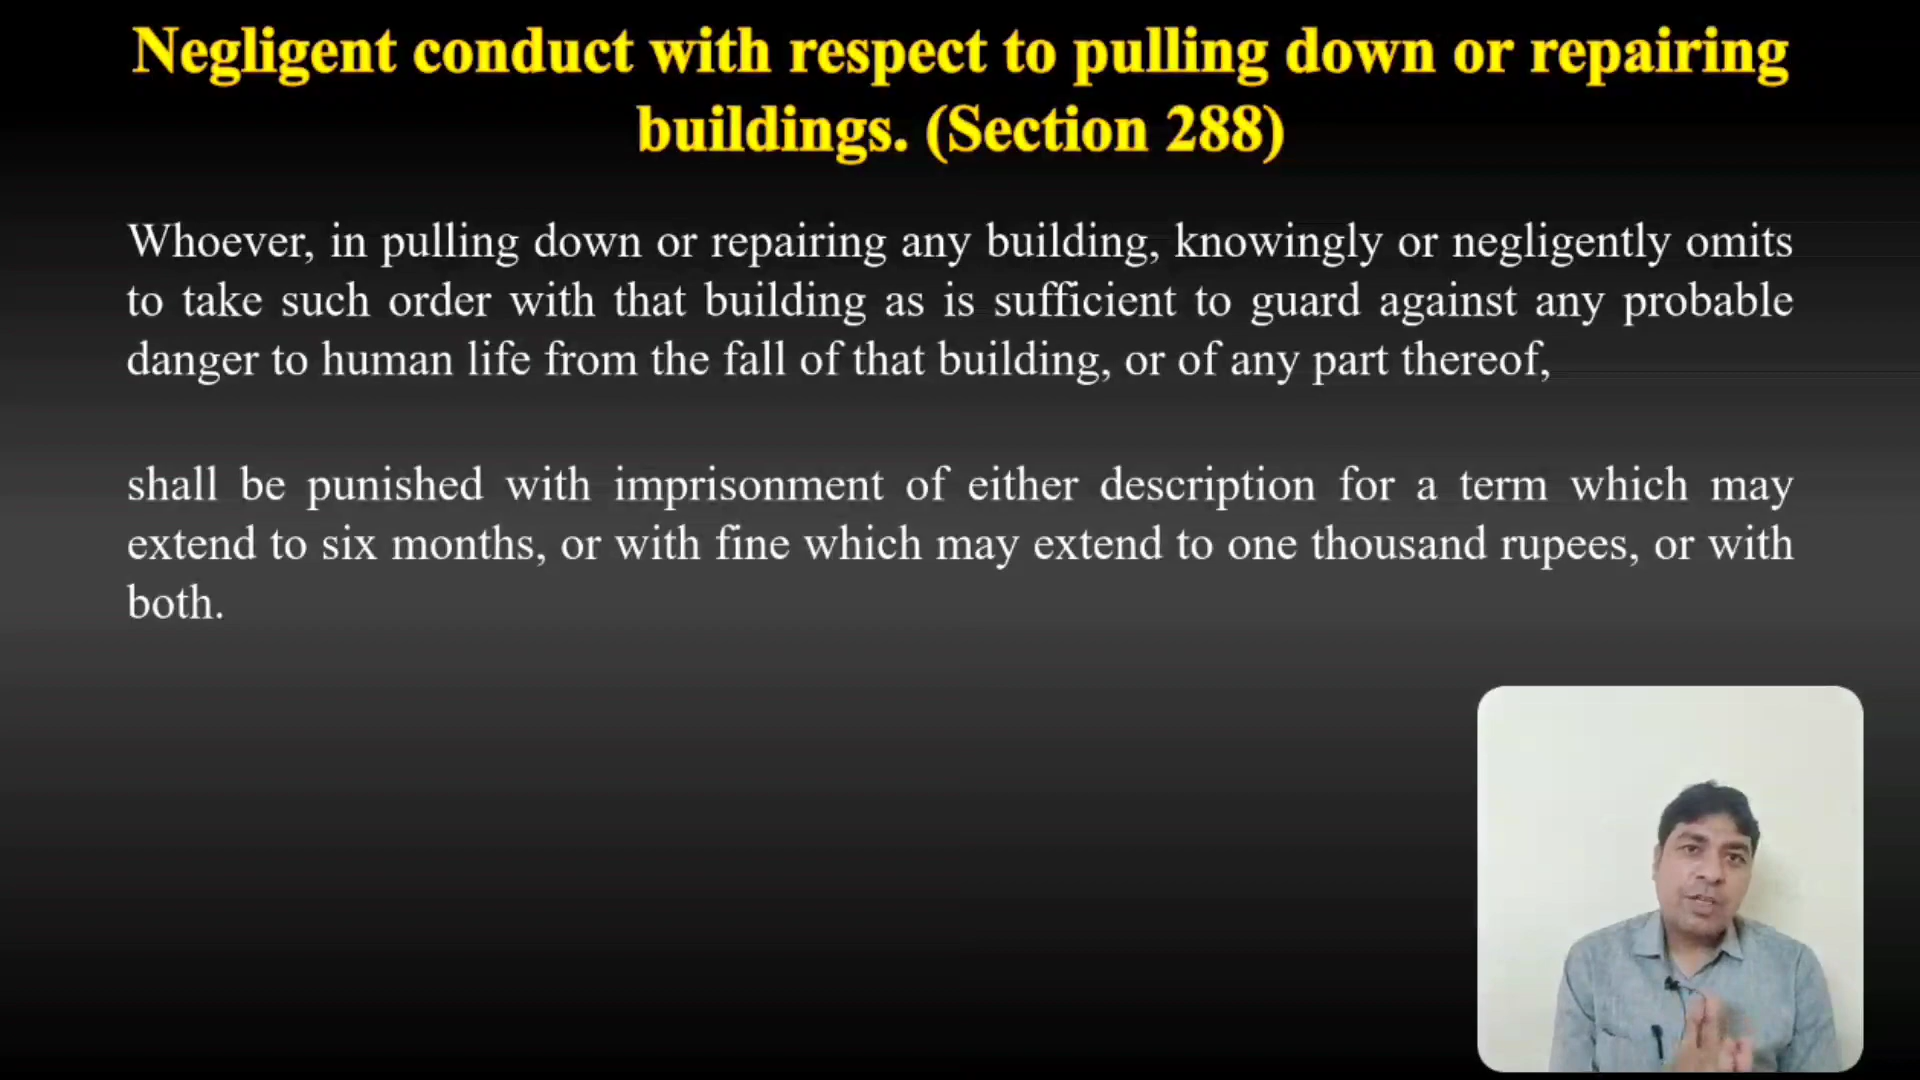 Negligent conduct with respect to pulling down or repairing
buildings. (Section 288)
Whoever, in pulling down or repairing any building, knowingly or negligently omits
to take such order with that building as is sufficient to guard against any probable
danger to human life from the fall of that building, or of any part thereof,
shall be punished with imprisonment of either description for a term which may
extend to six months, or with fine which may extend to one thousand rupees, or with
both.